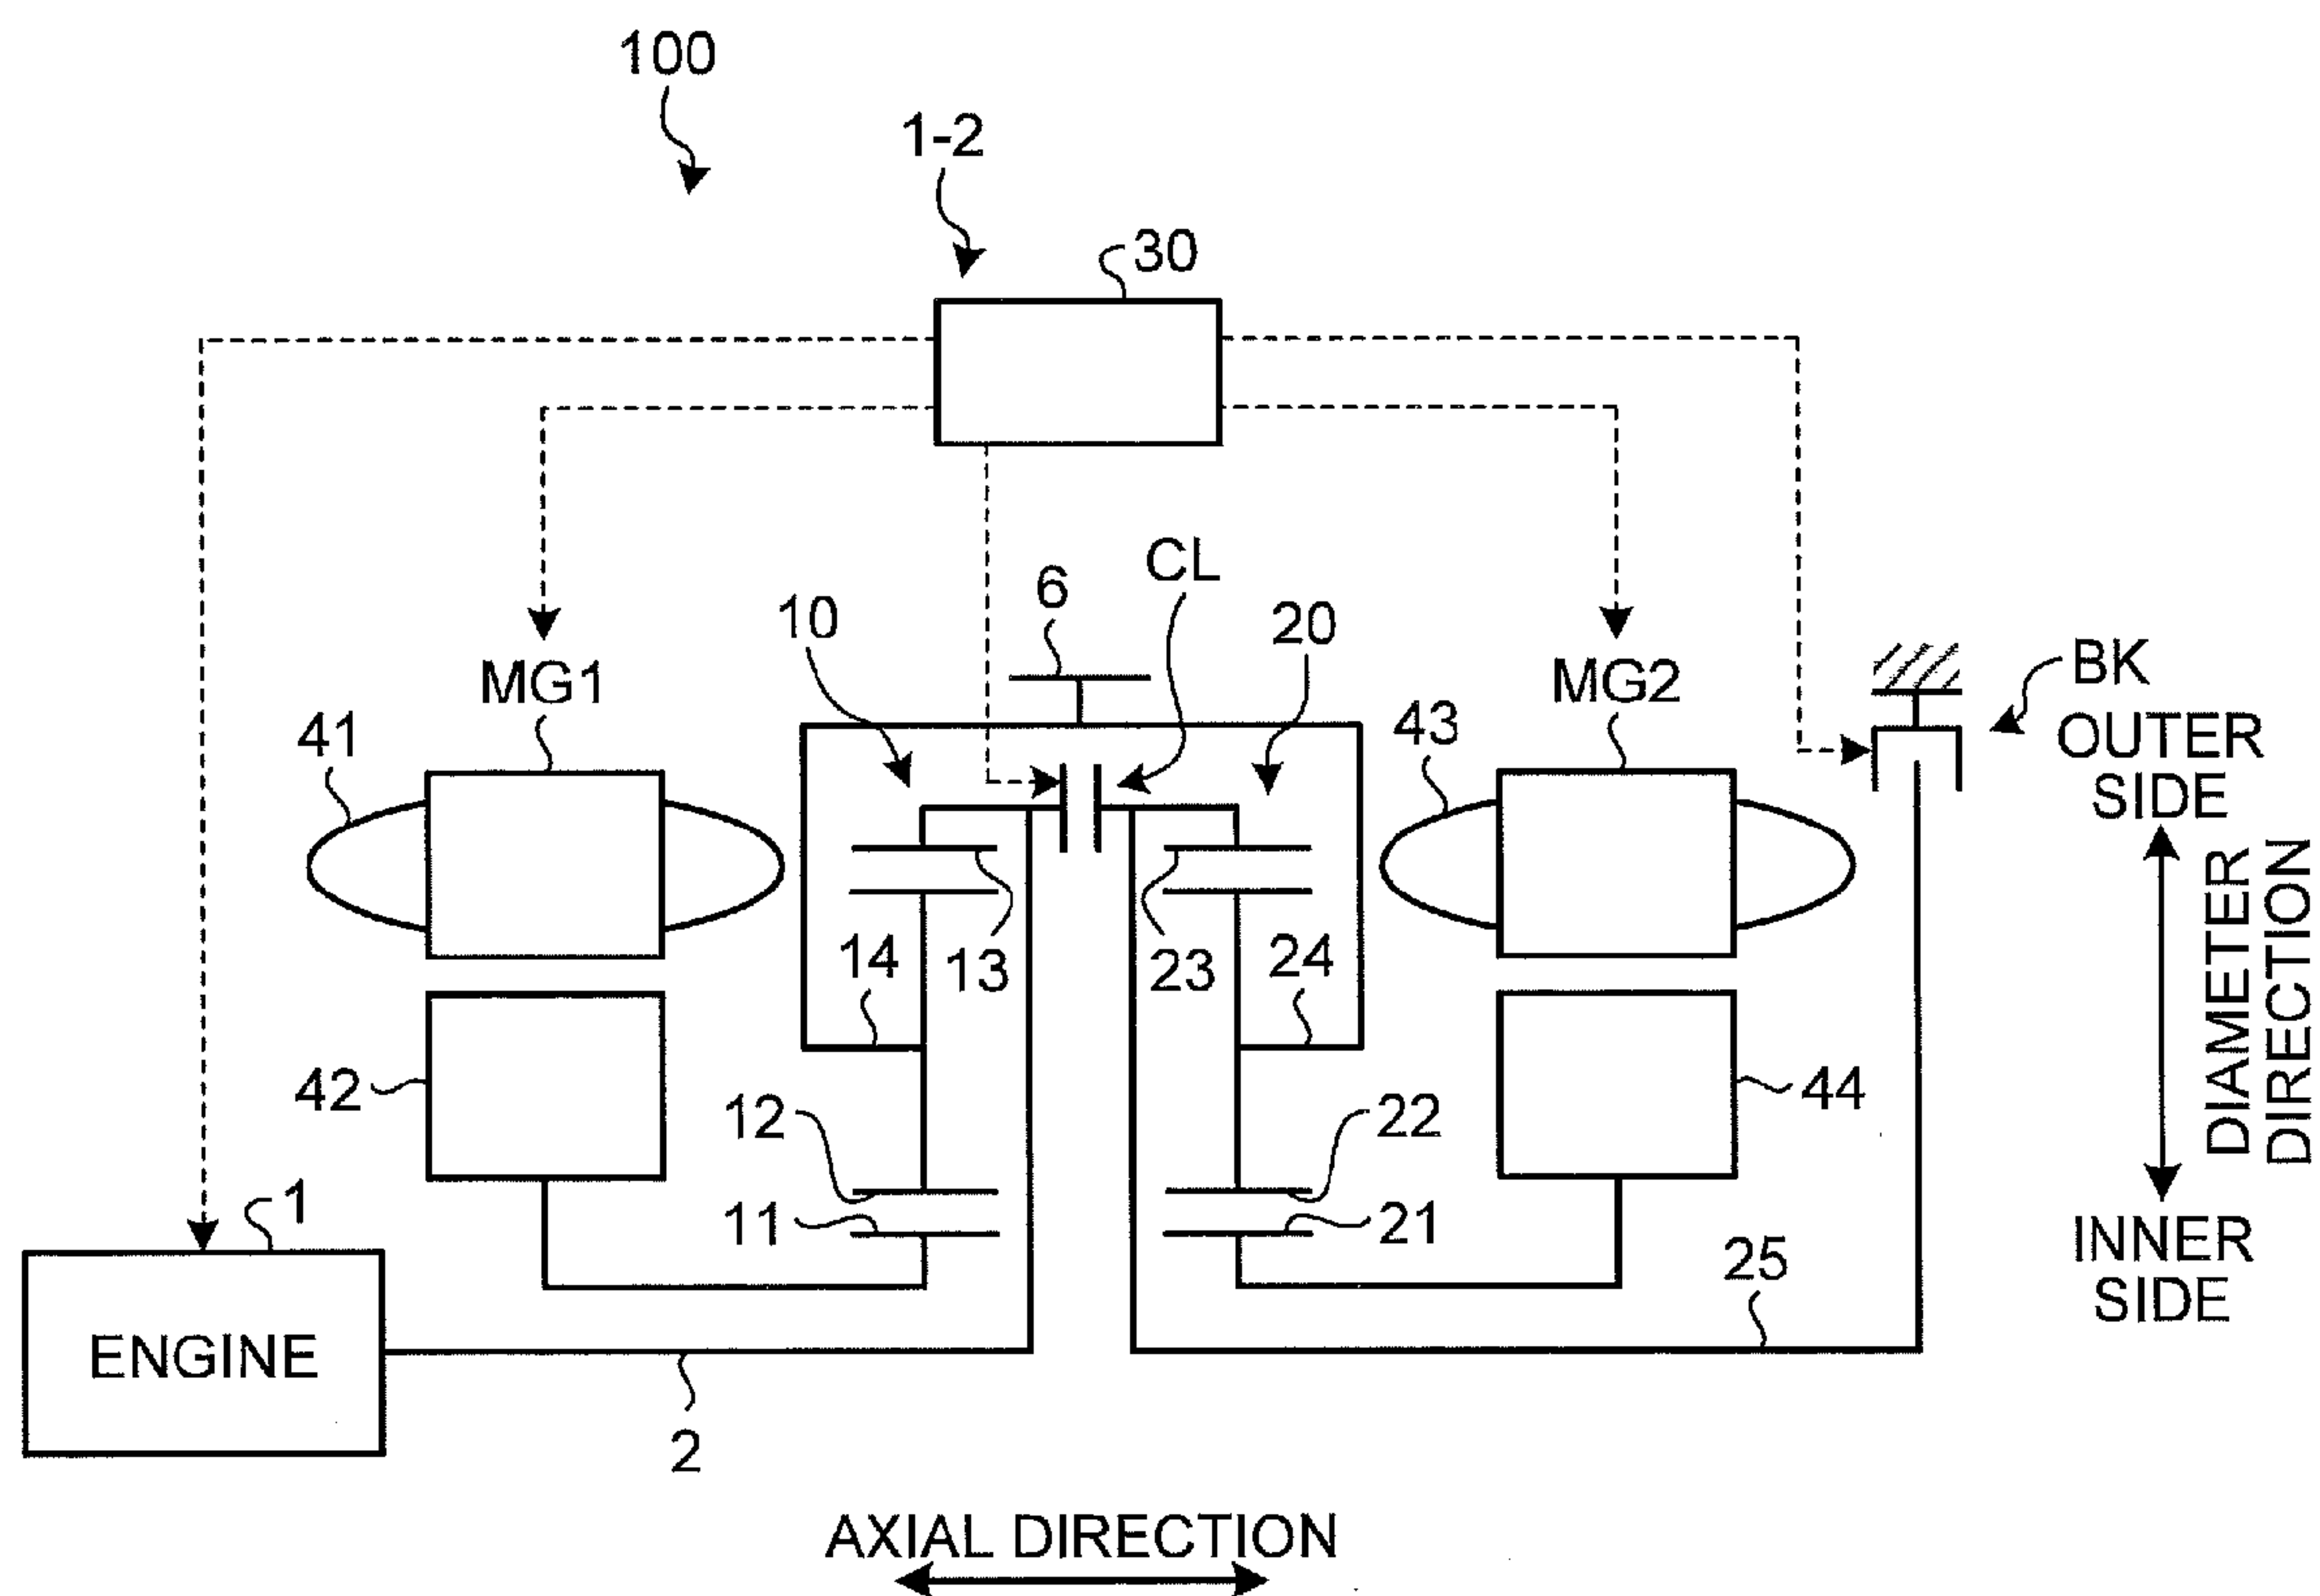 100
1-2
30
CL
6
10
20
MG1
MG2
BK
41
43
OUTER
SIDE
14
13
23
24
DIAMETER
DIRECTION
42
44
12
22
11
21
1
25
INNER
SIDE
ENGINE
2
AXIAL DIRECTION